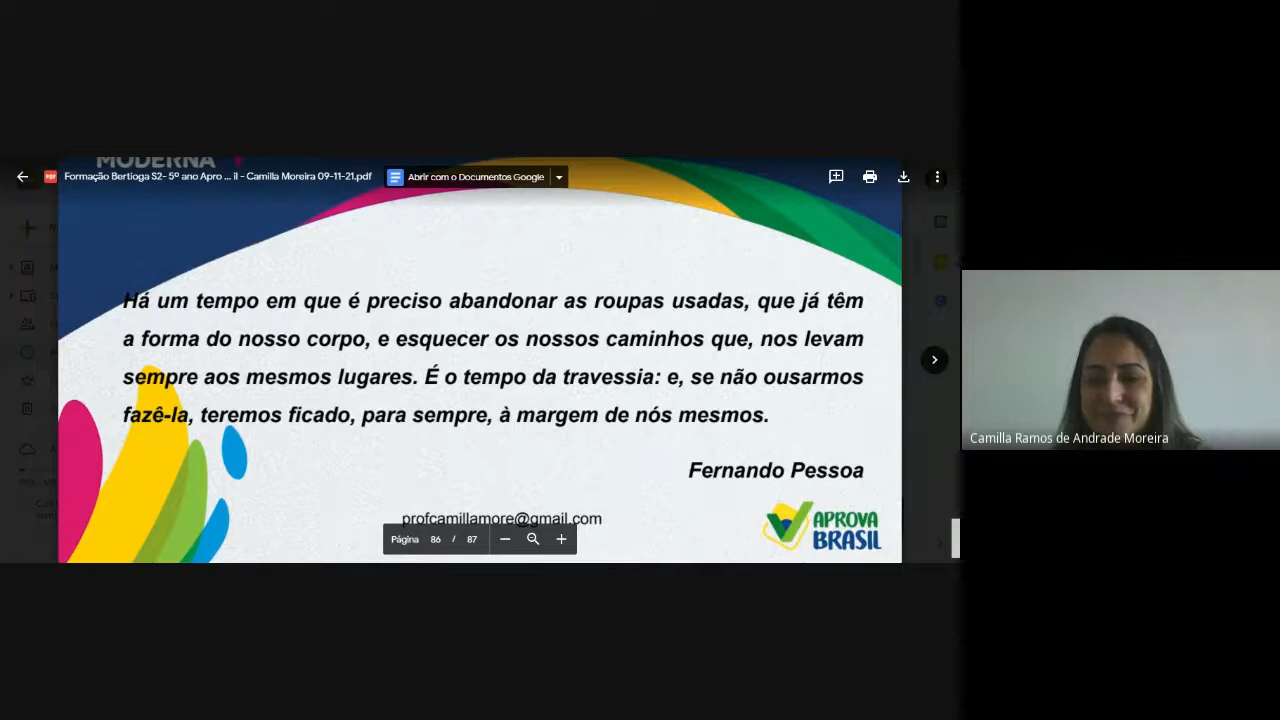 MODERNA
Formação Bertioga S2- 5º ano Apro ... il - Camilla Moreira 09-11-21.pdf
Abrir com o Documentos Google
Há um tempo em que é preciso abandonar as roupas usadas, que já têm
a forma do nosso corpo, e esquecer os nossos caminhos que, nos levam
sempre aos mesmos lugares. É o tempo da travessia: e, se não ousarmos
fazê-la, teremos ficado, para sempre, à margem de nós mesmos.
Fernando Pessoa
profcamillamore@gmail.com
APROVA
BRASIL
Página 86 / 87
Camilla Ramos de Andrade Moreira